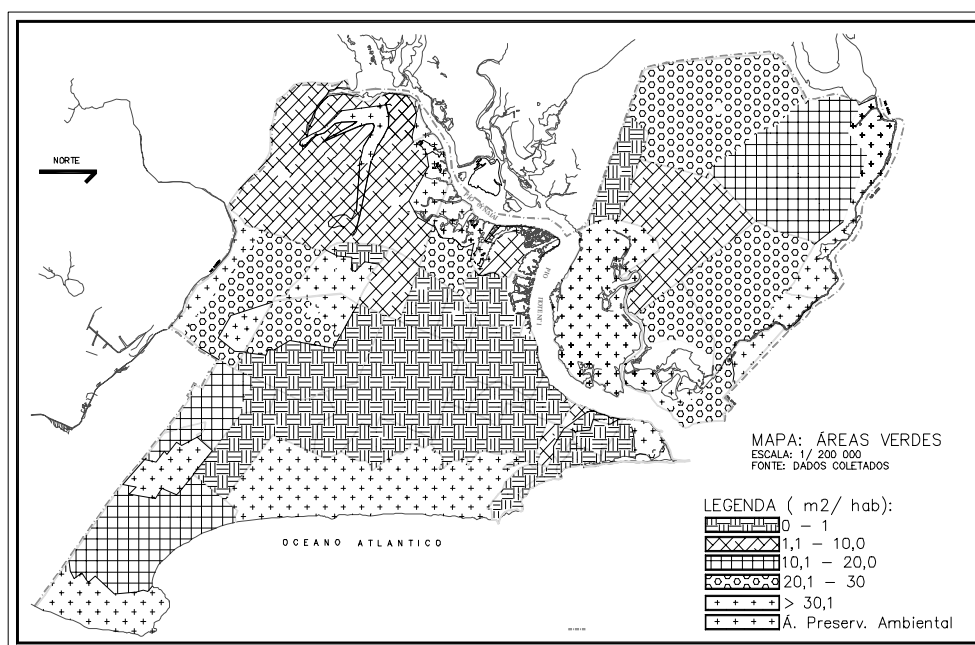 NORTE
OCEANO ATLANTICO
MAPA: ÁREAS VERDES
ESCALA: 1/ 200 000
FONTE: DADOS COLETADOS
LEGENDA ( m2/ hab):
0 – 1
1,1 – 10,0
10,1 – 20,0
20,1 – 30
> 30,1
Á. Preserv. Ambiental